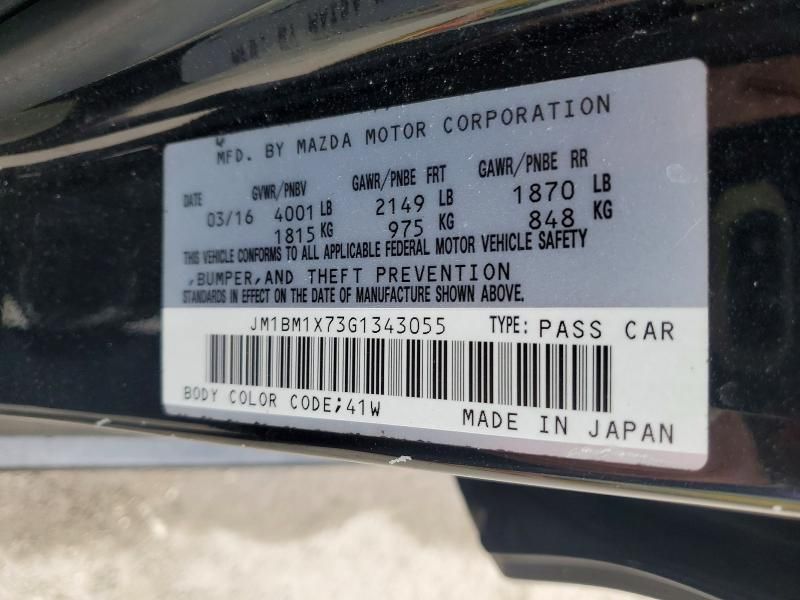 MFD. BY MAZDA MOTOR CORPORATION
DATE GVWR/PNBV GAWR/PNBE FRT GAWR/PNBE RR
03/16 4001 LB 2149 LB 1870 LB
1815 KG 975 KG 848 KG
THIS VEHICLE CONFORMS TO ALL APPLICABLE FEDERAL MOTOR VEHICLE SAFETY
,BUMPER,AND THEFT PREVENTION
STANDARDS IN EFFECT ON THE DATE OF MANUFACTURE SHOWN ABOVE.
JM1BM1X73G1343055 TYPE: PASS CAR
BODY COLOR CODE;41W
MADE IN JAPAN